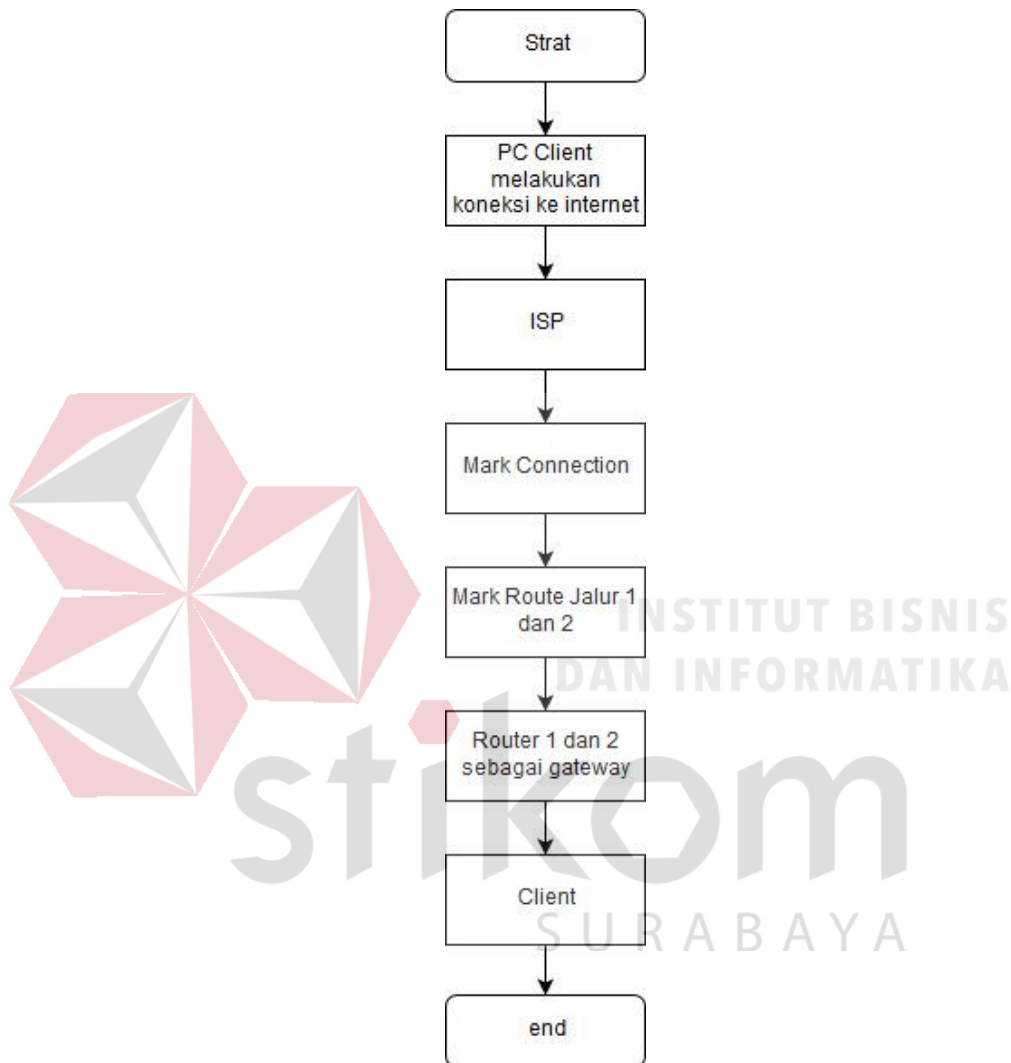 Strat
PC Client
melakukan
koneksi ke internet
ISP
Mark Connection
Mark Route Jalur 1
dan 2
INSTITUT BISNIS
DAN INFORMATIKA
Router 1 dan 2
sebagai gateway
stikom
Client
SURABAYA
end